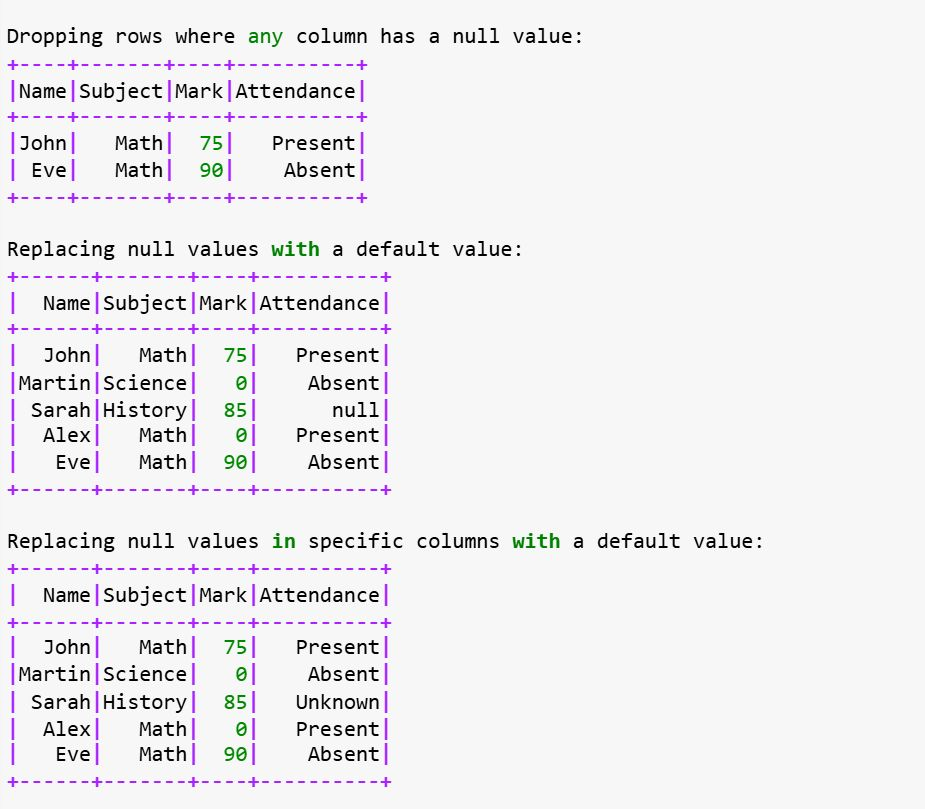 Dropping rows where any column has a null value:
+----+-------+----+----------+
|Name|Subject|Mark|Attendance|
+----+-------+----+----------+
|John|   Math|  75|   Present|
| Eve|   Math|  90|    Absent|
+----+-------+----+----------+

Replacing null values with a default value:
+------+-------+----+----------+
|  Name|Subject|Mark|Attendance|
+------+-------+----+----------+
|  John|   Math|  75|   Present|
|Martin|Science|   0|    Absent|
| Sarah|History|  85|      null|
|  Alex|   Math|   0|   Present|
|   Eve|   Math|  90|    Absent|
+------+-------+----+----------+

Replacing null values in specific columns with a default value:
+------+-------+----+----------+
|  Name|Subject|Mark|Attendance|
+------+-------+----+----------+
|  John|   Math|  75|   Present|
|Martin|Science|   0|    Absent|
| Sarah|History|  85|   Unknown|
|  Alex|   Math|   0|   Present|
|   Eve|   Math|  90|    Absent|
+------+-------+----+----------+